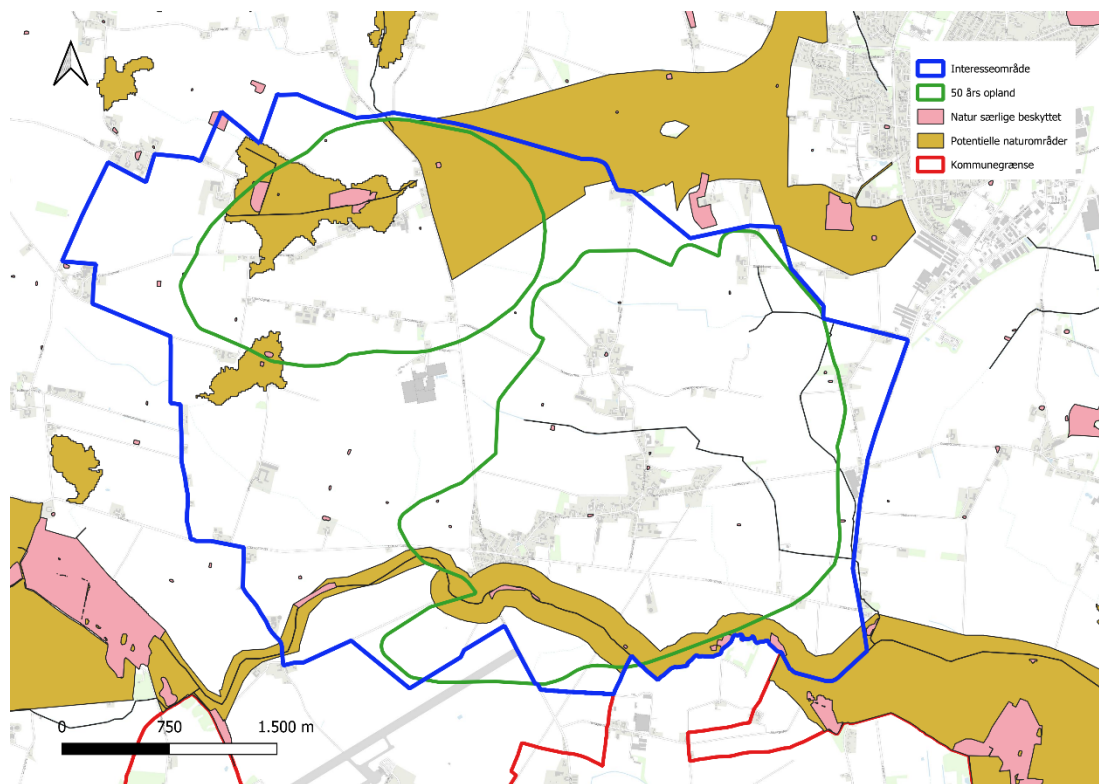 Interesseområde
50 års opland
Natur særlige beskyttet
Potentielle naturområder
Kommunegrænse
0 750 1.500 m